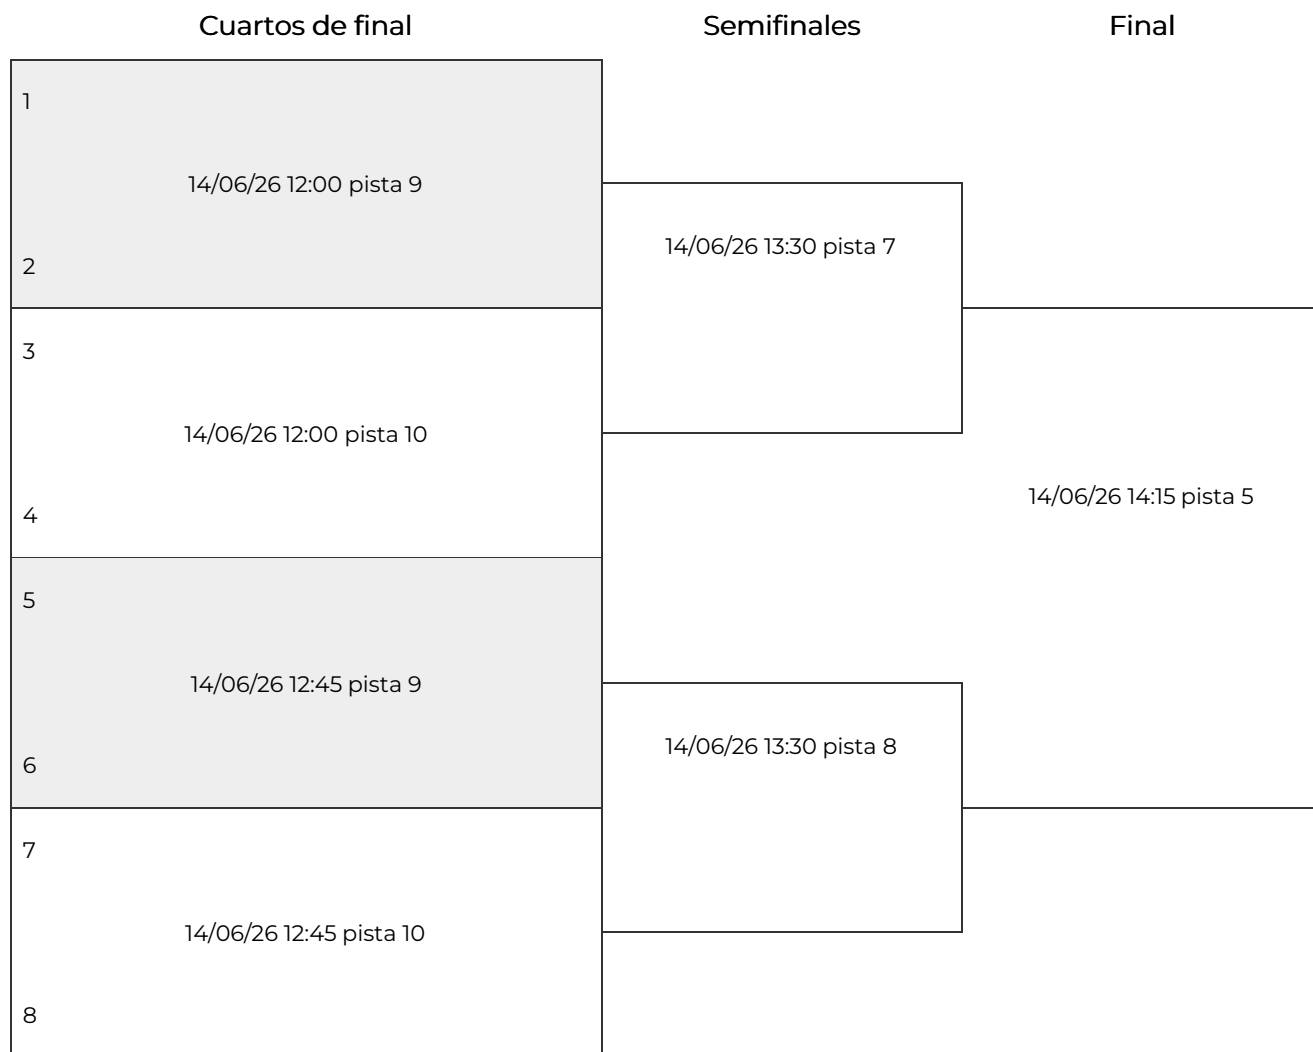 Cuartos de final
Semifinales
Final
1
14/06/26 12:00 pista 9
2
3
14/06/26 12:00 pista 10
4
5
14/06/26 12:45 pista 9
6
7
14/06/26 12:45 pista 10
8
14/06/26 13:30 pista 7
14/06/26 13:30 pista 8
14/06/26 14:15 pista 5